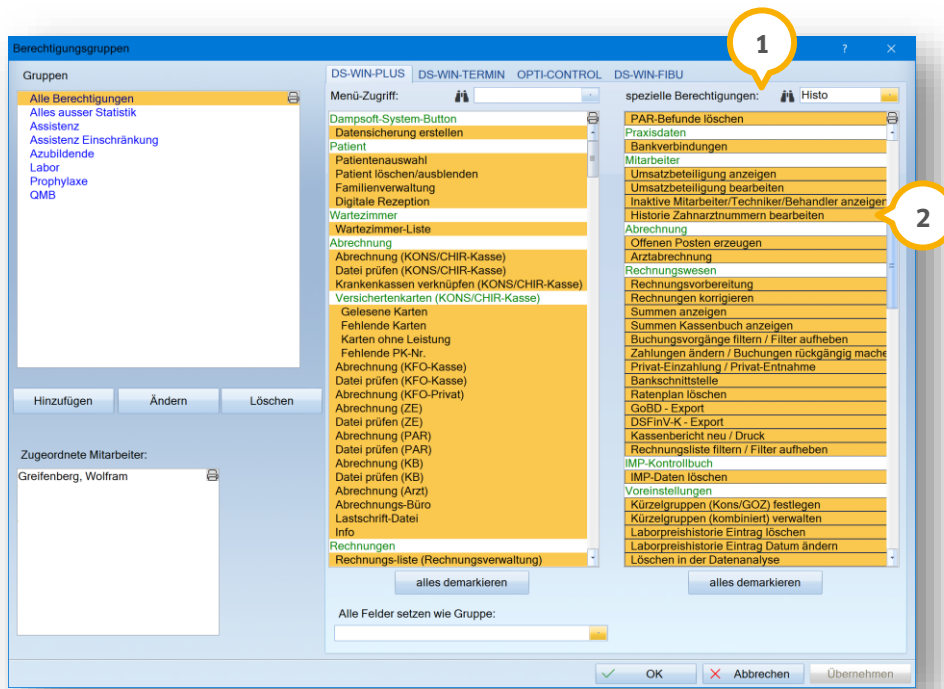 1
Berechtigungsgruppen
Gruppen
Alle Berechtigungen
Alles ausser Statistik
Assistenz
Assistenz Einschränkung
Azubildende
Labor
Prophylaxe
QMB
Hinzufügen Ändern Löschen
Zugeordnete Mitarbeiter:
Greifenberg, Wolfram
DS-WIN-PLUS DS-WIN-TERMIN OPTI-CONTROL DS-WIN-FIBU
Menü-Zugriff:
Dampsoft-System-Button
Datensicherung erstellen
Patient
Patientenauswahl
Patient löschen/ausblenden
Familienverwaltung
Digitale Rezeption
Wartezimmer
Wartezimmer-Liste
Abrechnung
Abrechnung (KONS/CHIR-Kasse)
Datei prüfen (KONS/CHIR-Kasse)
Krankenkassen verknüpfen (KONS/CHIR-Kasse)
Versichertenkarten (KONS/CHIR-Kasse)
Gelesene Karten
Fehlende Karten
Karten ohne Leistung
Fehlende PK-Nr.
Abrechnung (KFO-Kasse)
Datei prüfen (KFO-Kasse)
Abrechnung (KFO-Privat)
Abrechnung (ZE)
Datei prüfen (ZE)
Abrechnung (PAR)
Datei prüfen (PAR)
Abrechnung (KB)
Datei prüfen (KB)
Abrechnung (Arzt)
Abrechnungs-Büro
Lastschrift-Datei
Info
Rechnungen
Rechnungs-liste (Rechnungsverwaltung)
alles demarkieren
spezielle Berechtigungen: Histo
PAR-Befunde löschen
Praxisdaten
Bankverbindungen
Mitarbeiter
Umsatzbeteiligung anzeigen
Umsatzbeteiligung bearbeiten
Inaktive Mitarbeiter/Techniker/Behandler anzeigen
Historie Zahnarztnummern bearbeiten
2
Abrechnung
Offenen Posten erzeugen
Arztabrechnung
Rechnungswesen
Rechnungsvorbereitung
Rechnungen korrigieren
Summen anzeigen
Summen Kassenbuch anzeigen
Buchungsvorgänge filtern / Filter aufheben
Zahlungen ändern / Buchungen rückgängig mache
Privat-Einzahlung / Privat-Entnahme
Bankschnittstelle
Ratenplan löschen
GoBD - Export
DSFinV-K - Export
Kassenbericht neu / Druck
Rechnungsliste filtern / Filter aufheben
IMP-Kontrollbuch
IMP-Daten löschen
Voreinstellungen
Kürzelgruppen (Kons/GOZ) festlegen
Kürzelgruppen (kombiniert) verwalten
Laborpreishistorie Eintrag löschen
Laborpreishistorie Eintrag Datum ändern
Löschen in der Datenanalyse
alles demarkieren
Alle Felder setzen wie Gruppe:
OK Abbrechen Übernehmen